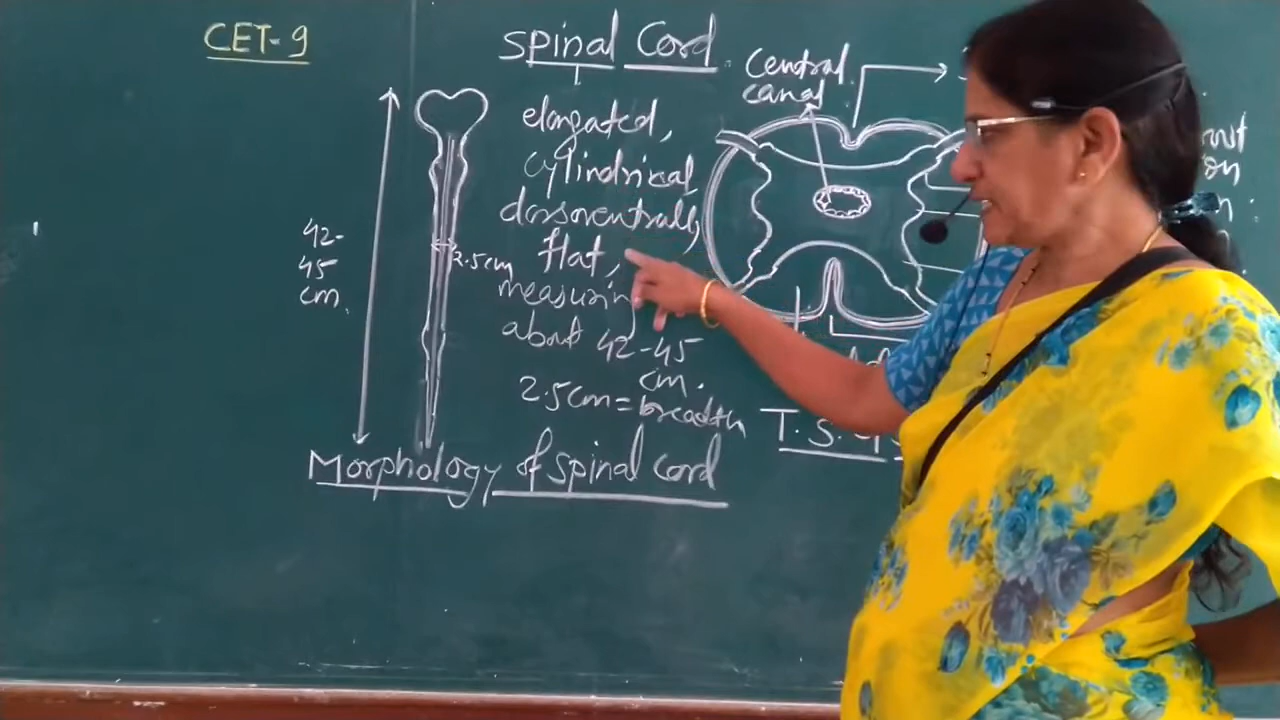 CET-9
Spinal Cord
elongated,
cylindrical
dorsoventrally
flat,
measuring
about 42-45
cm.
2.5cm = breadth
42-
45
cm.
2.5cm
Morphology of spinal cord
Central
canal
root
T.S.